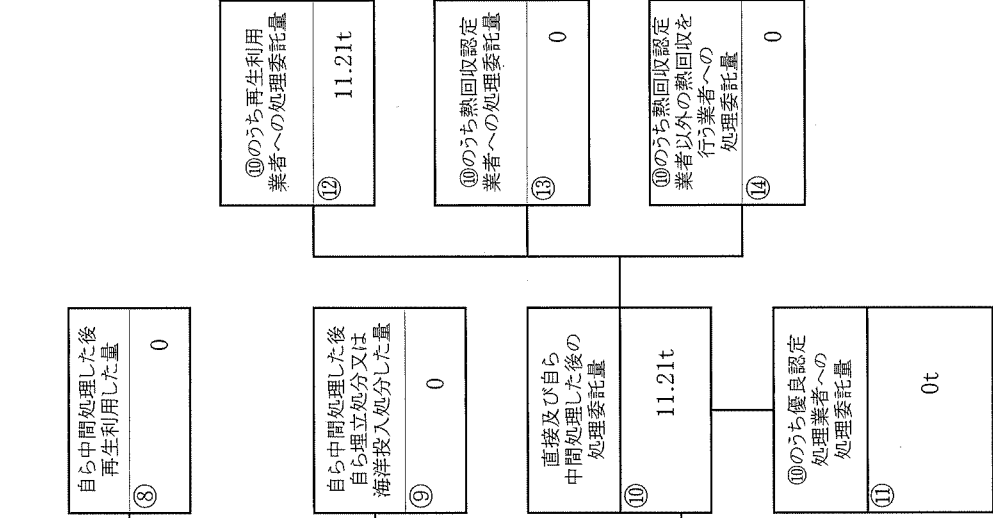 自ら中間処理した後
再生利用した量
⑧
0
自ら中間処理した後
自ら埋立処分又は
海洋投入処分した量
⑨
0
直接及び自ら
中間処理した後の
処理委託量
⑩
11.21t
⑩のうち優良認定
処理業者への
処理委託量
⑪
0t
⑩のうち再生利用
業者への処理委託量
⑫
11.21t
⑩のうち熱回収認定
業者への処理委託量
⑬
0
⑩のうち熱回収認定
業者以外の熱回収を
行う業者への
処理委託量
⑭
0